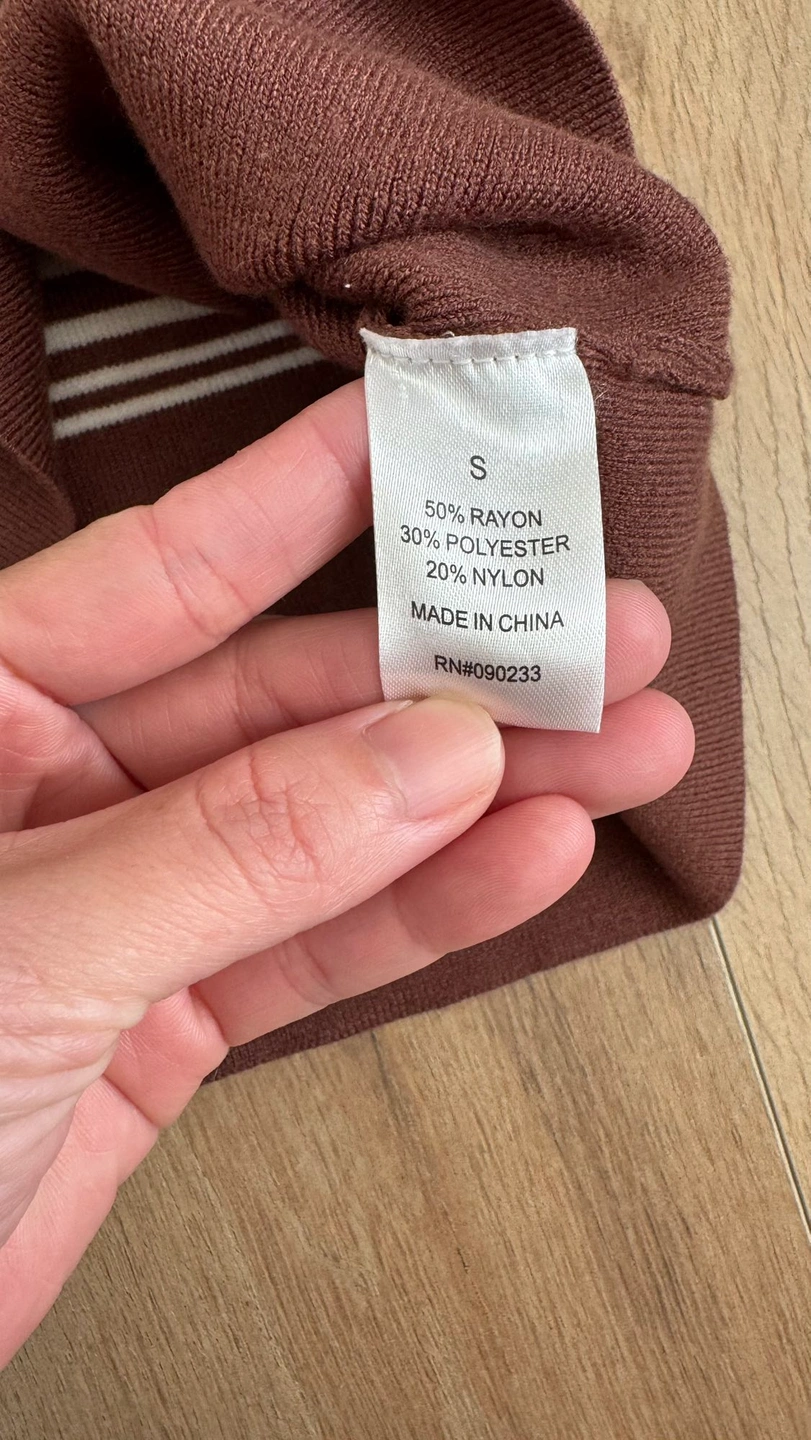 S
50% RAYON
30% POLYESTER
20% NYLON
MADE IN CHINA
RN#090233